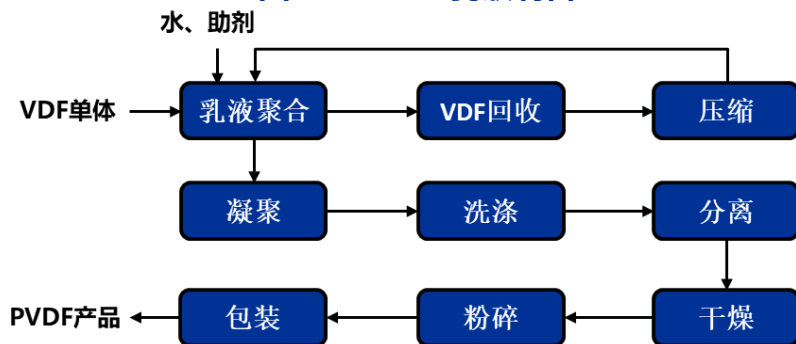 水、助剂
VDF单体
乳液聚合
VDF回收
压缩
凝聚
洗涤
分离
PVDF产品
包装
粉碎
干燥